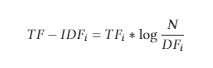 TF − IDF_i = TF_i * log N/DF_i